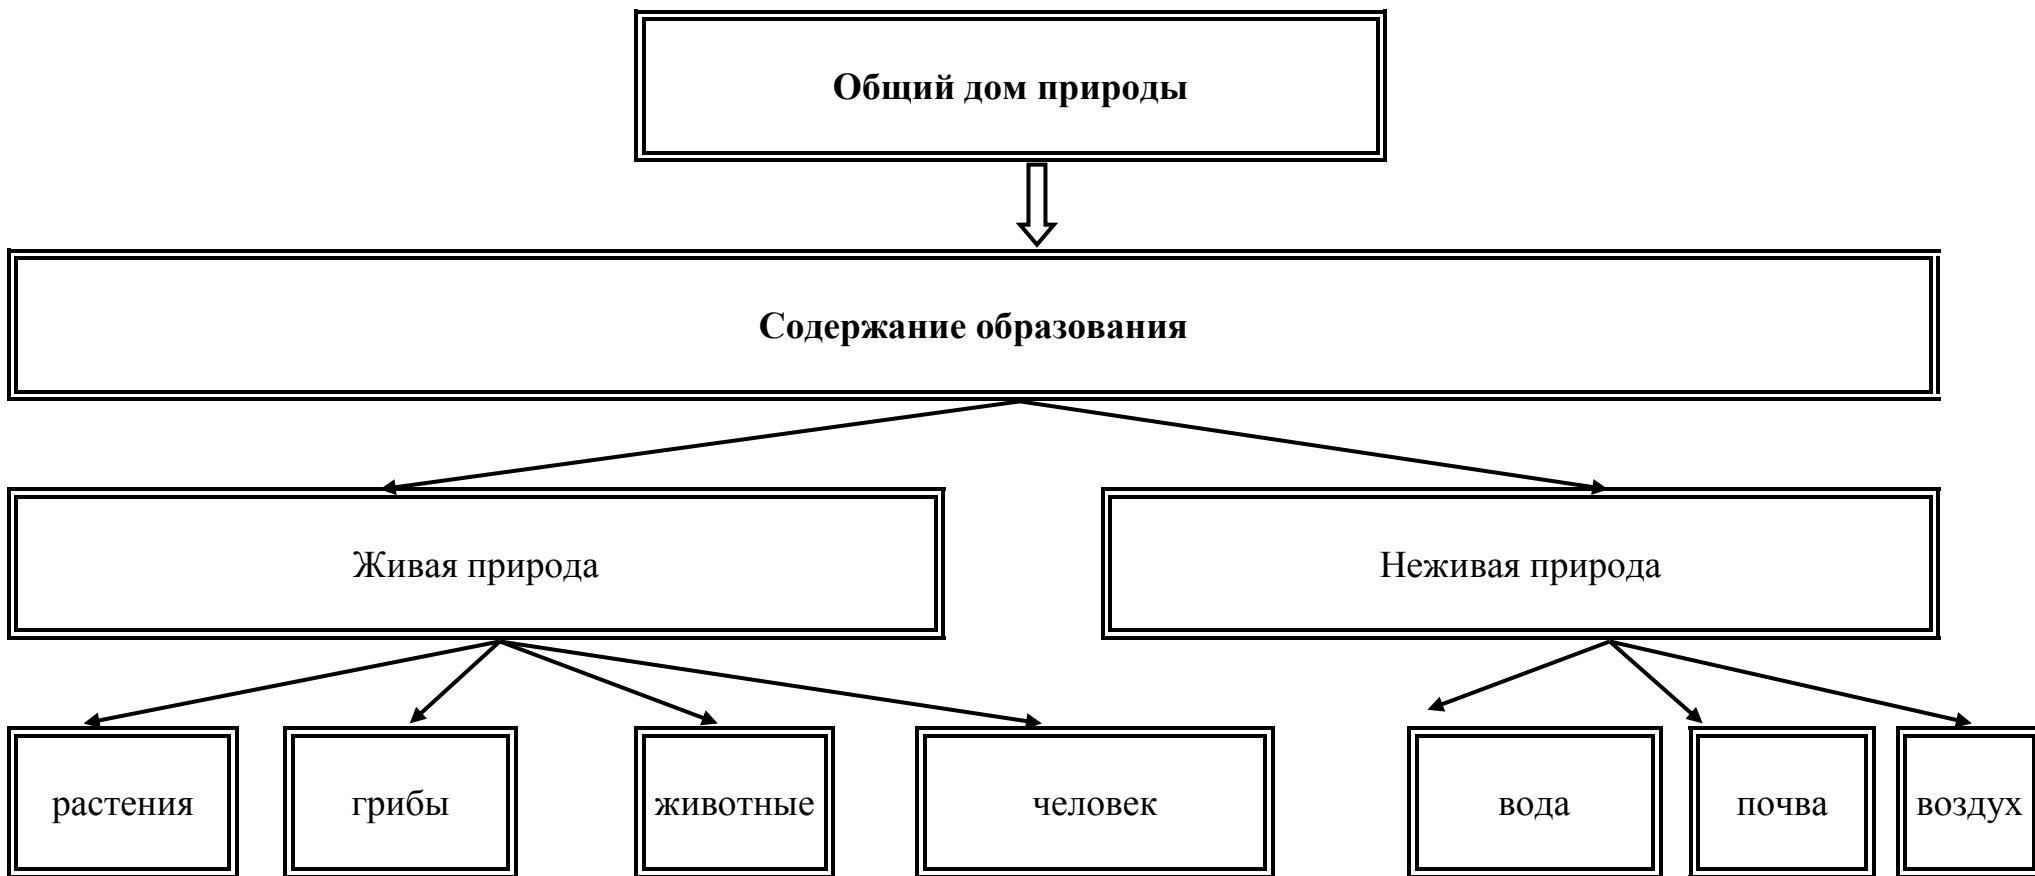 Общий дом природы
Содержание образования
Живая природа
Неживая природа
растения
грибы
животные
человек
вода
почва
воздух